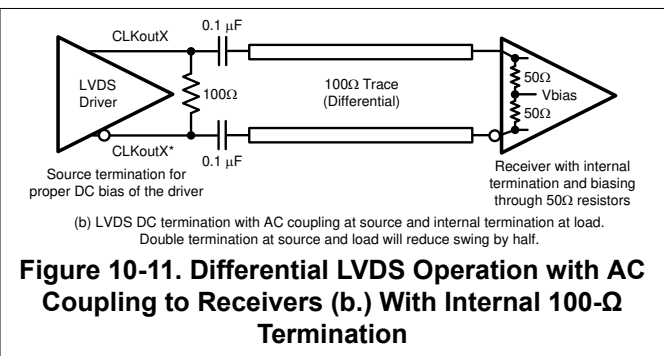 0.1 µF
CLKoutX
LVDS
Driver
100Ω
100Ω Trace
(Differential)
50Ω
Vbias
50Ω
CLKoutX*
0.1 µF
Source termination for
proper DC bias of the driver
Receiver with internal
termination and biasing
through 50Ω resistors
(b) LVDS DC termination with AC coupling at source and internal termination at load.
Double termination at source and load will reduce swing by half.
Figure 10-11. Differential LVDS Operation with AC
Coupling to Receivers (b.) With Internal 100-Ω
Termination